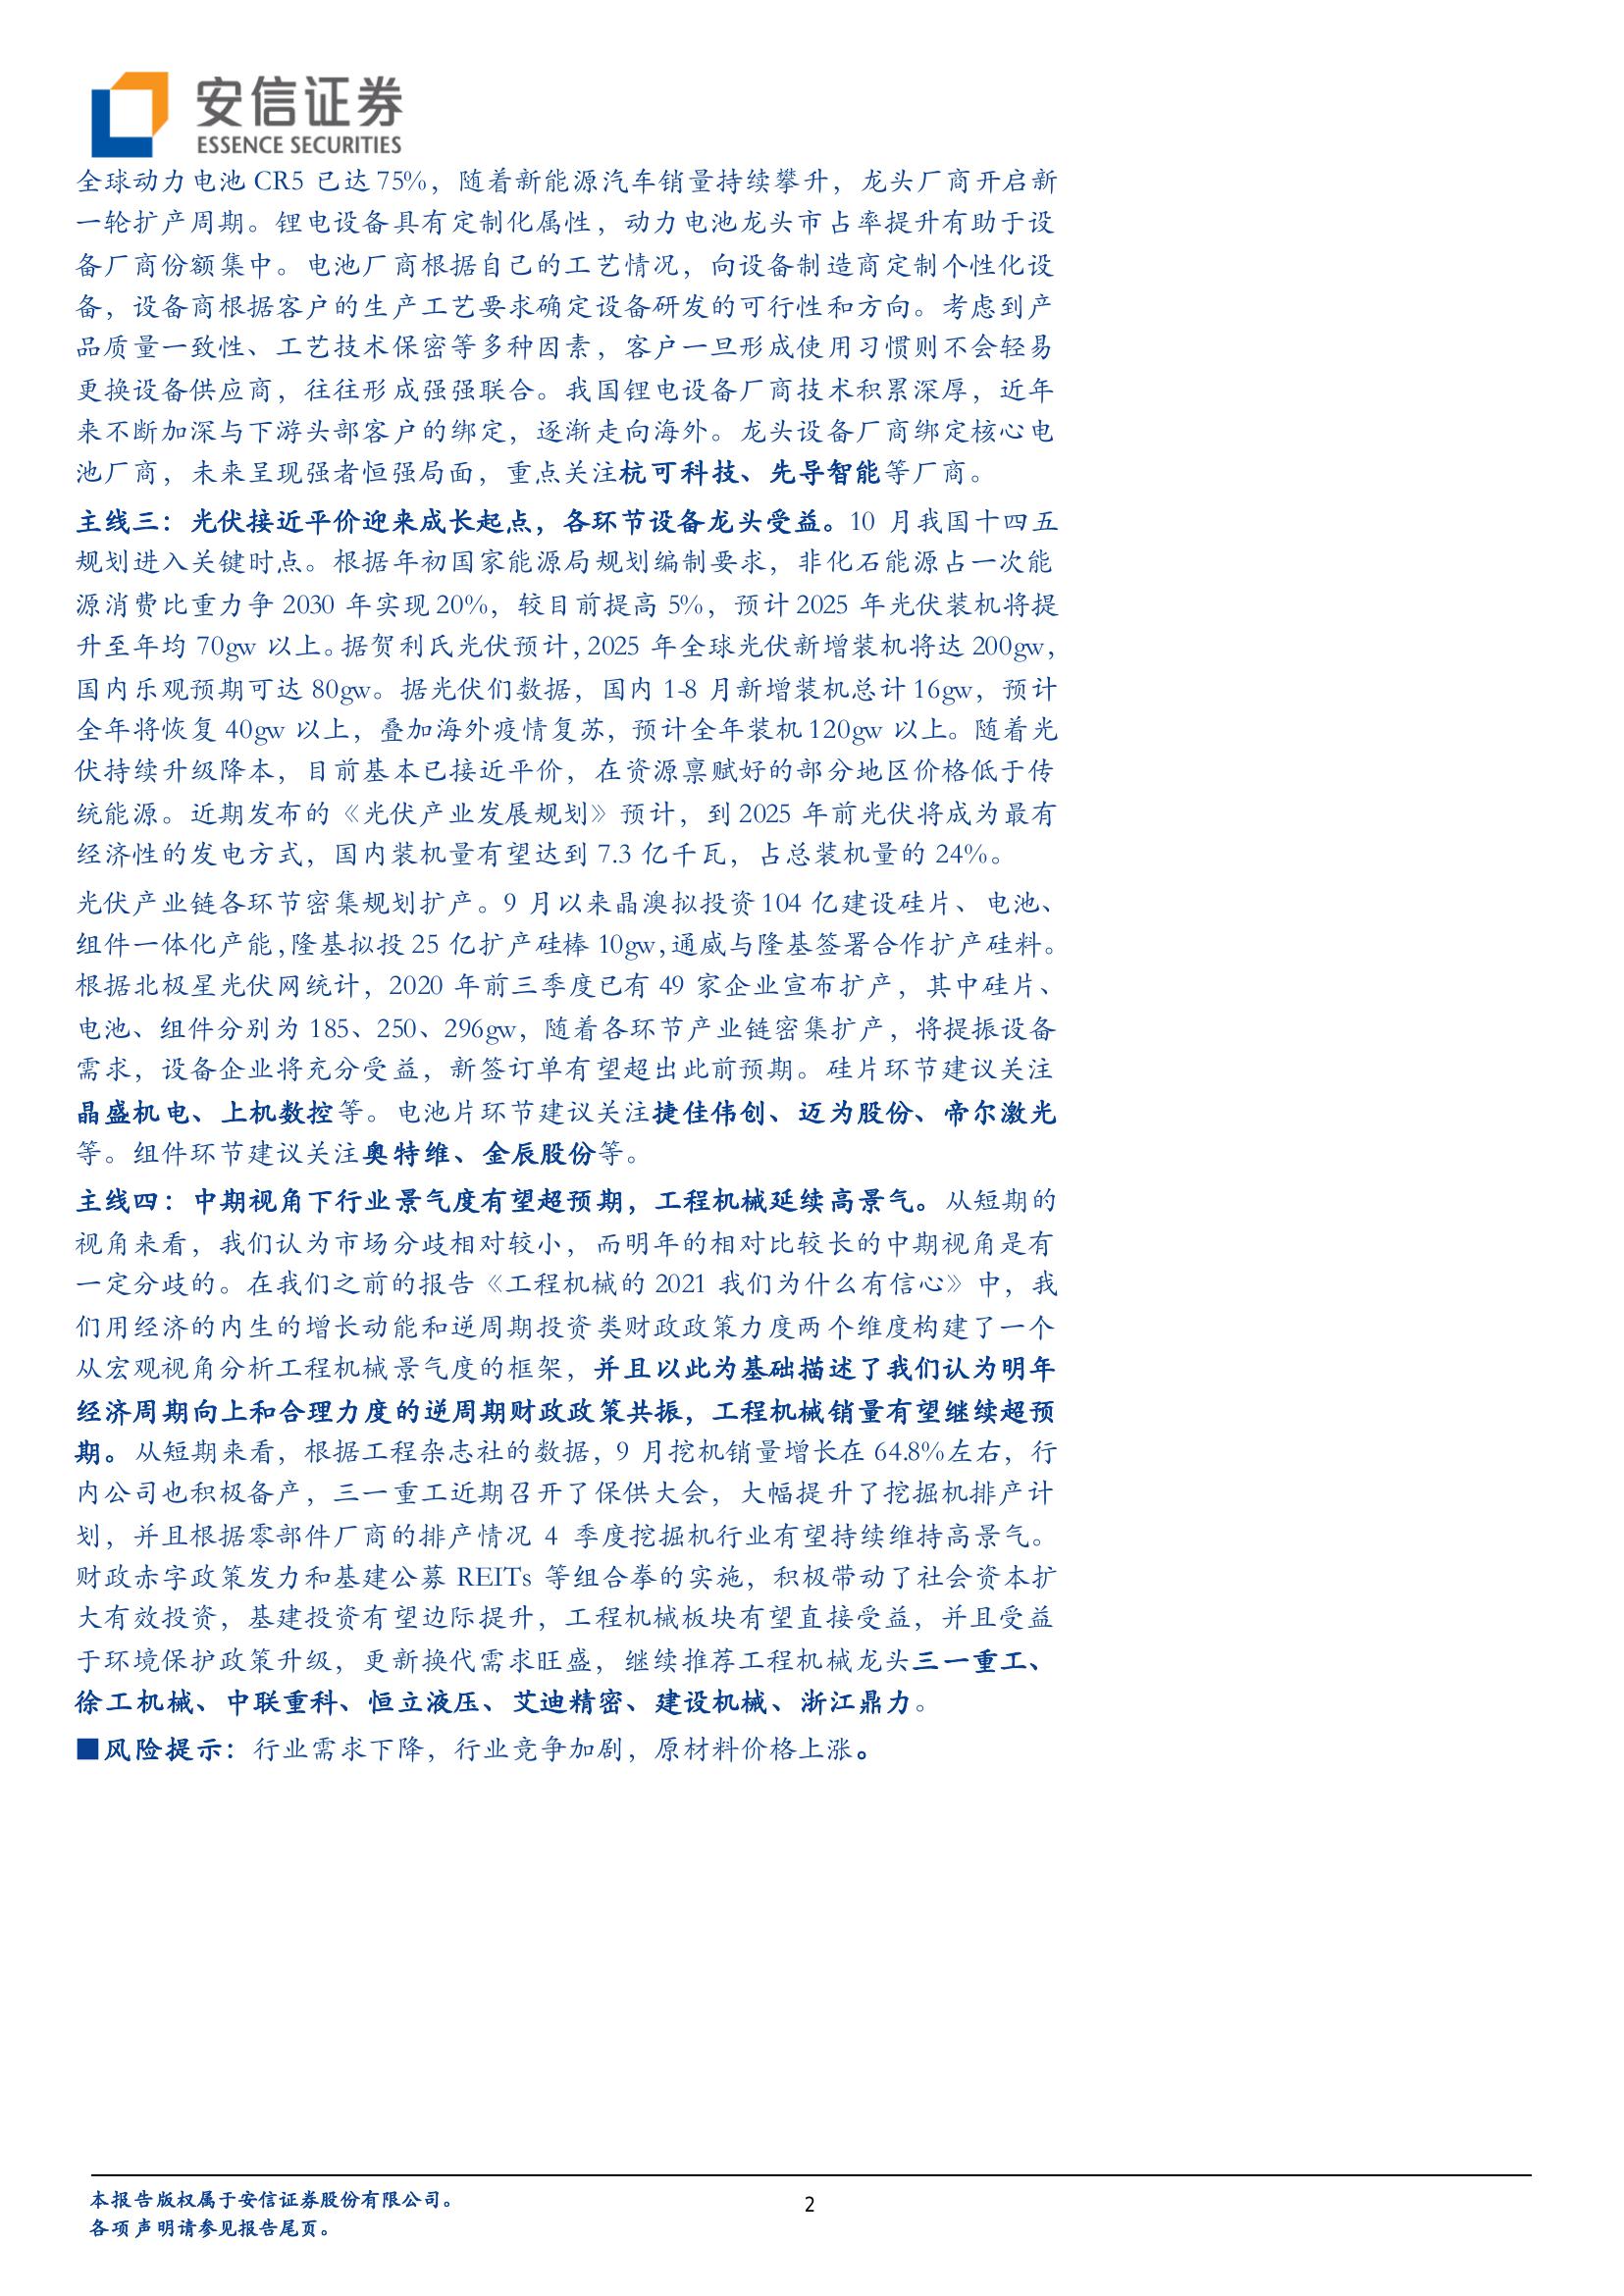 安信证券
ESSENCE SECURITIES
全球动力电池 CR5 已达 75%，随着新能源汽车销量持续攀升，龙头厂商开启新
一轮扩产周期。锂电设备具有定制化属性，动力电池龙头市占率提升有助于设
备厂商份额集中。电池厂商根据自己的工艺情况，向设备制造商定制个性化设
备，设备商根据客户的生产工艺要求确定设备研发的可行性和方向。考虑到产
品质量一致性、工艺技术保密等多种因素，客户一旦形成使用习惯则不会轻易
更换设备供应商，往往形成强强联合。我国锂电设备厂商技术积累深厚，近年
来不断加深与下游头部客户的绑定，逐渐走向海外。龙头设备厂商绑定核心电
池厂商，未来呈现强者恒强局面，重点关注杭可科技、先导智能等厂商。
主线三：光伏接近平价迎来成长起点，各环节设备龙头受益。10 月我国十四五
规划进入关键时点。根据年初国家能源局规划编制要求，非化石能源占一次能
源消费比重力争 2030 年实现 20%，较目前提高 5%，预计 2025 年光伏装机将提
升至年均 70gw 以上。据贺利氏光伏预计，2025 年全球光伏新增装机将达 200gw，
国内乐观预期可达 80gw。据光伏们数据，国内 1-8 月新增装机总计 16gw，预计
全年将恢复 40gw 以上，叠加海外疫情复苏，预计全年装机 120gw 以上。随着光
伏持续升级降本，目前基本已接近平价，在资源禀赋好的部分地区价格低于传
统能源。近期发布的《光伏产业发展规划》预计，到 2025 年前光伏将成为最有
经济性的发电方式，国内装机量有望达到 7.3 亿千瓦，占总装机量的 24%。
光伏产业链各环节密集规划扩产。9 月以来晶澳拟投资 104 亿建设硅片、电池、
组件一体化产能，隆基拟投 25 亿扩产硅棒 10gw，通威与隆基签署合作扩产硅料。
根据北极星光伏网统计，2020 年前三季度已有 49 家企业宣布扩产，其中硅片、
电池、组件分别为 185、250、296gw，随着各环节产业链密集扩产，将提振设备
需求，设备企业将充分受益，新签订单有望超出此前预期。硅片环节建议关注
晶盛机电、上机数控等。电池片环节建议关注捷佳伟创、迈为股份、帝尔激光
等。组件环节建议关注奥特维、金辰股份等。
主线四：中期视角下行业景气度有望超预期，工程机械延续高景气。从短期的
视角来看，我们认为市场分歧相对较小，而明年的相对比较长的中期视角是有
一定分歧的。在我们之前的报告《工程机械的 2021 我们为什么有信心》中，我
们用经济的内生的增长动能和逆周期投资类财政政策力度两个维度构建了一个
从宏观视角分析工程机械景气度的框架，并且以此为基础描述了我们认为明年
经济周期向上和合理力度的逆周期财政政策共振，工程机械销量有望继续超预
期。从短期来看，根据工程杂志社的数据，9 月挖机销量增长在 64.8%左右，行
内公司也积极备产，三一重工近期召开了保供大会，大幅提升了挖掘机排产计
划，并且根据零部件厂商的排产情况 4 季度挖掘机行业有望持续维持高景气。
财政赤字政策发力和基建公募 REITs 等组合拳的实施，积极带动了社会资本扩
大有效投资，基建投资有望边际提升，工程机械板块有望直接受益，并且受益
于环境保护政策升级，更新换代需求旺盛，继续推荐工程机械龙头三一重工、
徐工机械、中联重科、恒立液压、艾迪精密、建设机械、浙江鼎力。
■风险提示：行业需求下降，行业竞争加剧，原材料价格上涨。
本报告版权属于安信证券股份有限公司。
2
各项声明请参见报告尾页。